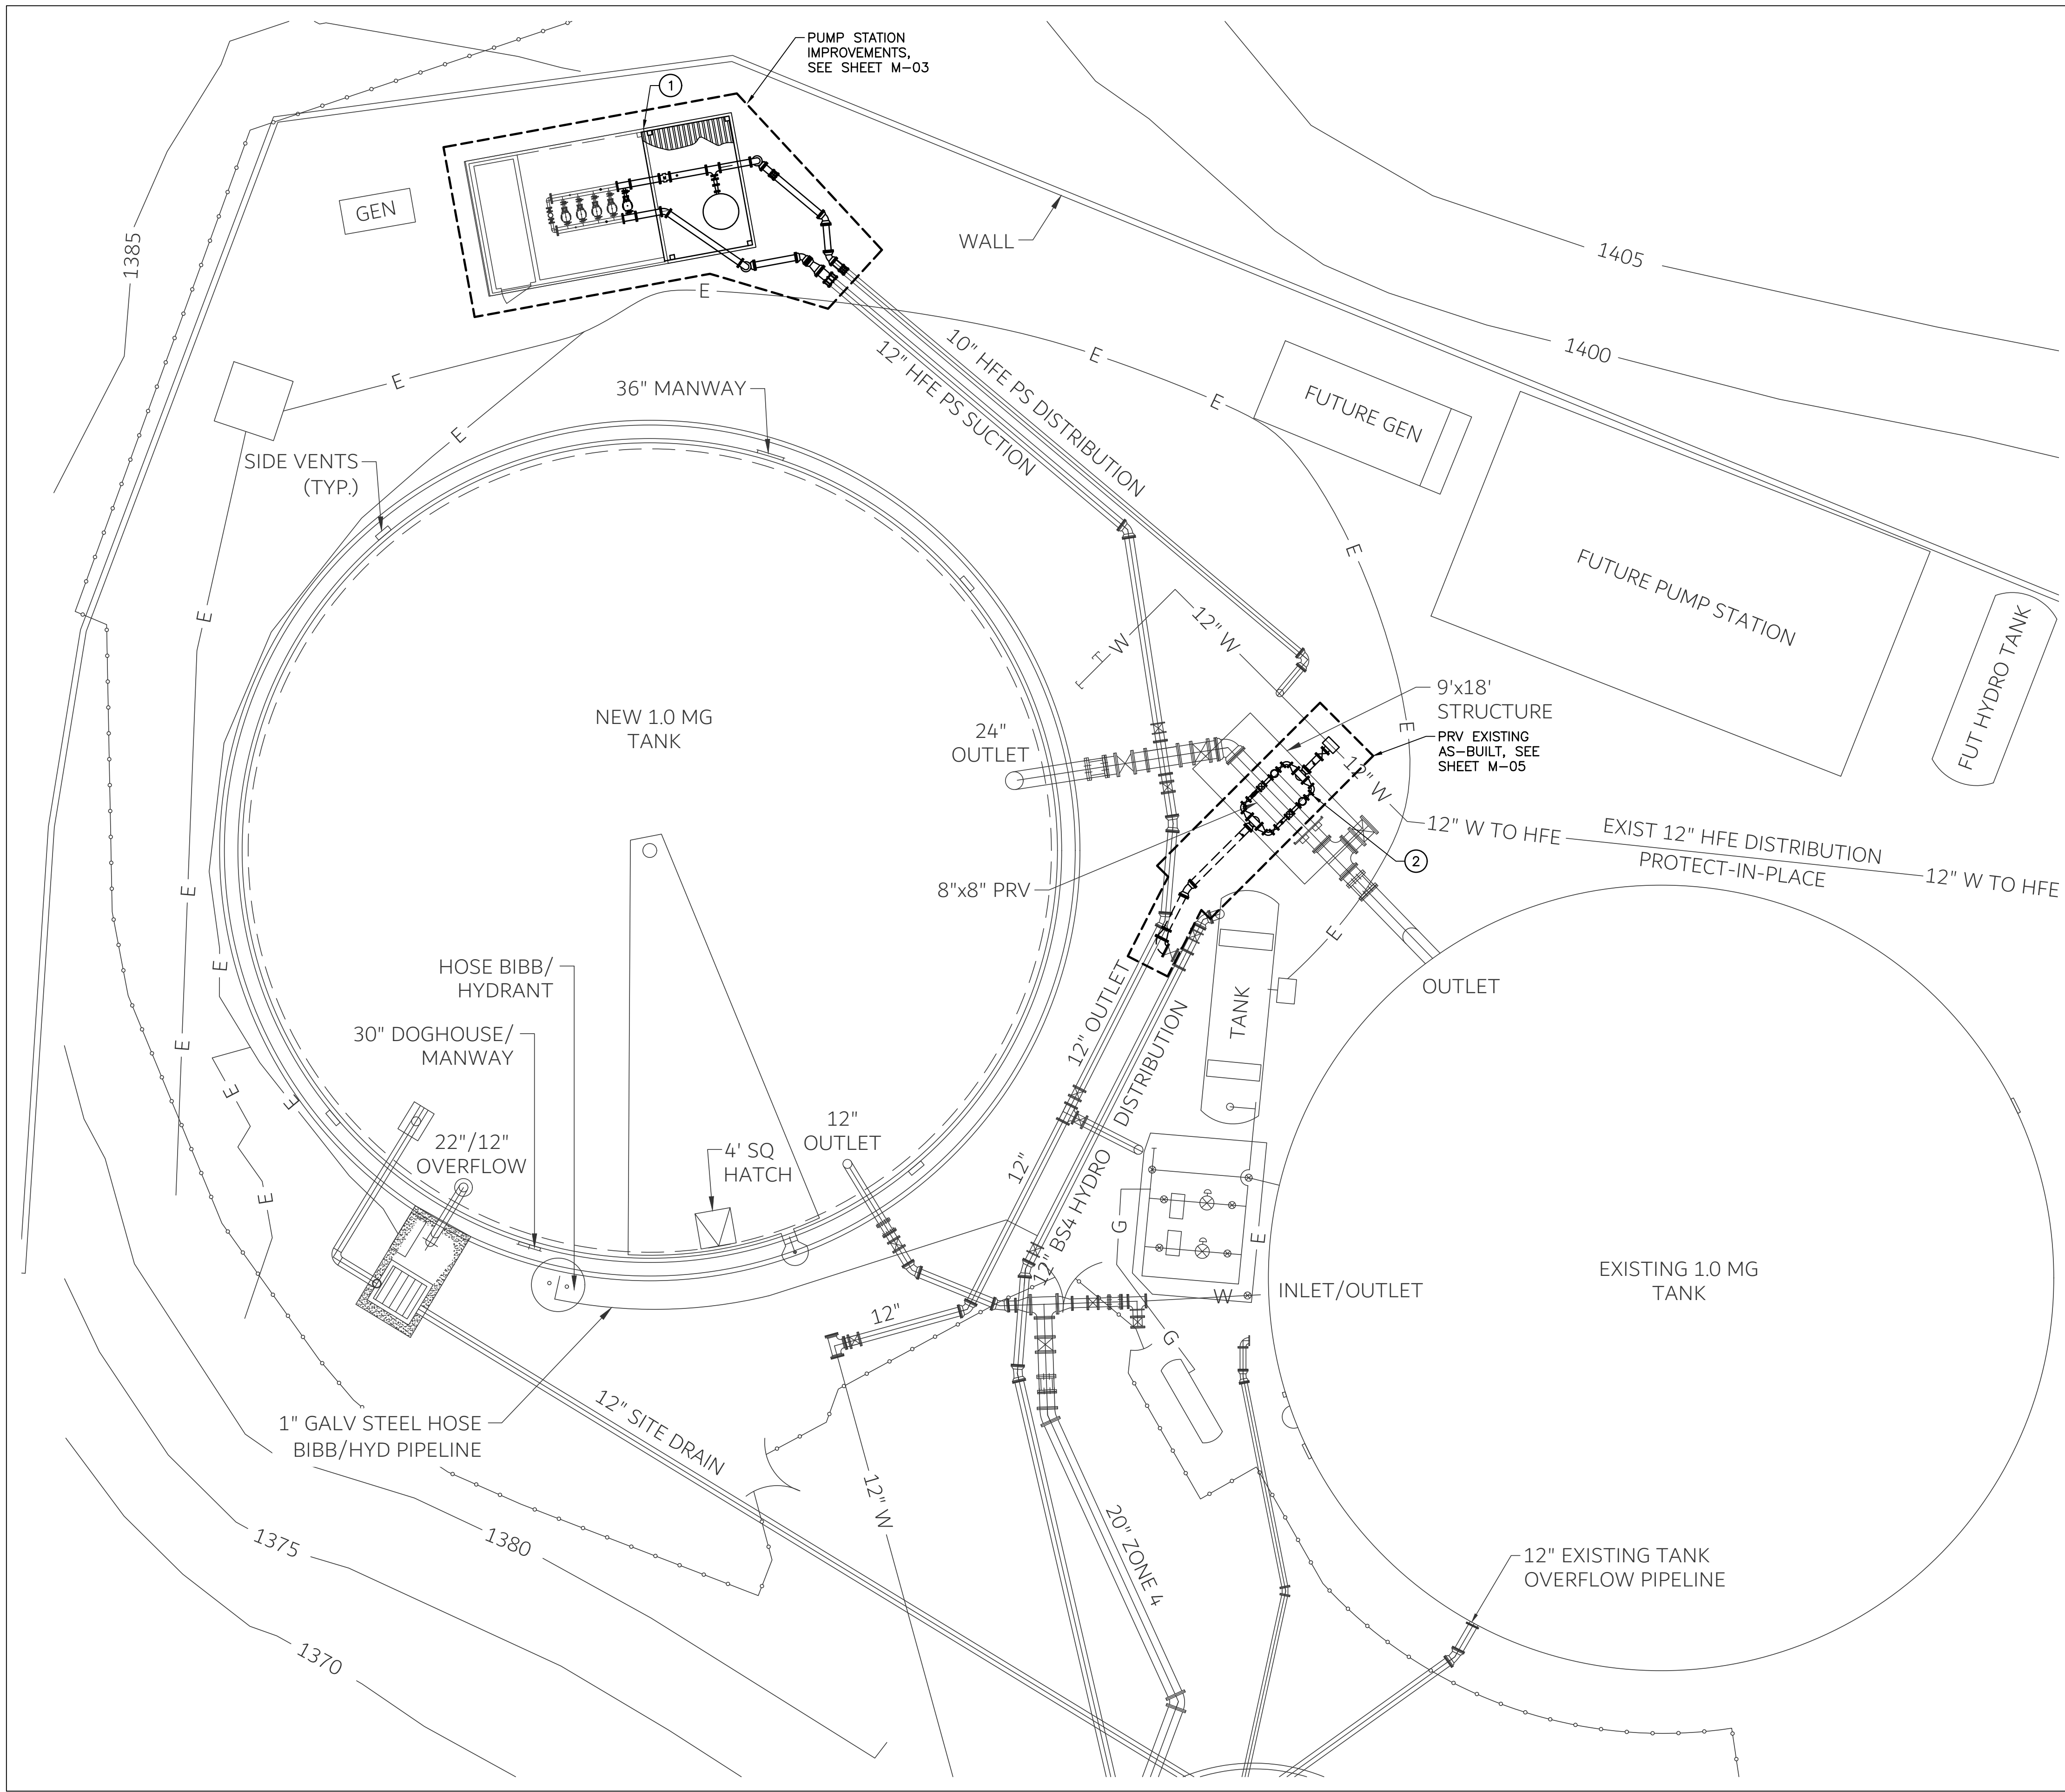 PUMP STATION
IMPROVEMENTS,
SEE SHEET M-03
1
GEN
1385
WALL
1405
1400
E
E
E
E
10" HFE PS DISTRIBUTION
12" HFE PS SUCTION
36" MANWAY
FUTURE GEN
E
SIDE VENTS
(TYP.)
E
FUTURE PUMP STATION
E
12" W
W
T
FUT HYDRO TANK
NEW 1.0 MG
TANK
9'x18'
STRUCTURE
E
24"
OUTLET
PRV EXISTING
AS-BUILT, SEE
SHEET M-05
12" W
12" W TO HFE
EXIST 12" HFE DISTRIBUTION
PROTECT-IN-PLACE
12" W TO HFE
2
8"x8" PRV
E
E
E
HOSE BIBB/
HYDRANT
OUTLET
TANK
12" OUTLET
30" DOGHOUSE/
MANWAY
E
E
E
12" BS4 HYDRO DISTRIBUTION
22"/12"
OVERFLOW
12"
OUTLET
4' SQ
HATCH
12"
E
G
E
EXISTING 1.0 MG
TANK
INLET/OUTLET
W
12"
G
1" GALV STEEL HOSE
BIBB/HYD PIPELINE
12" SITE DRAIN
12" W
20" ZONE 4
1375
1380
12" EXISTING TANK
OVERFLOW PIPELINE
1370